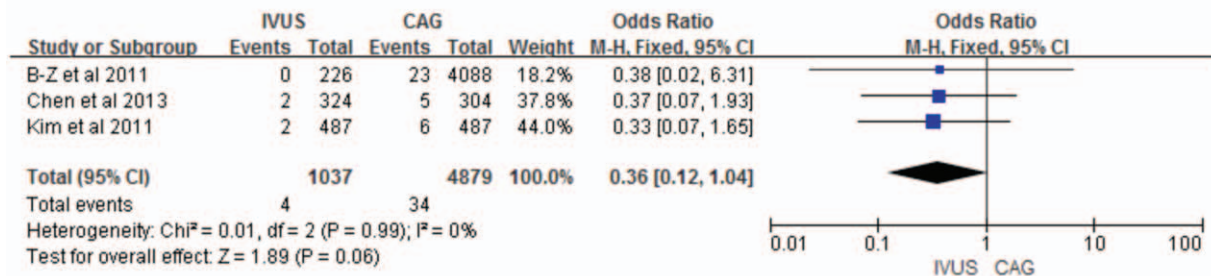 IVUS CAG Odds Ratio Odds Ratio
Study or Subgroup Events Total Events Total Weight M-H, Fixed, 95% CI M-H, Fixed, 95% CI
B-Z et al 2011 0 226 23 4088 18.2% 0.38 [0.02, 6.31]
Chen et al 2013 2 324 5 304 37.8% 0.37 [0.07, 1.93]
Kim et al 2011 2 487 6 487 44.0% 0.33 [0.07, 1.65]
Total (95% CI) 1037 4879 100.0% 0.36 [0.12, 1.04]
Total events 4 34
Heterogeneity: Chi² = 0.01, df = 2 (P = 0.99); I² = 0%
Test for overall effect: Z = 1.89 (P = 0.06)
0.01 0.1 1 10 100
IVUS CAG